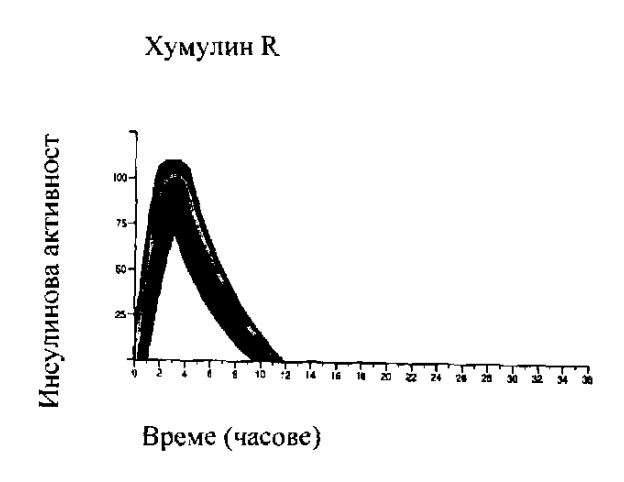 Хумулин R
Инсулинова активност
100
75
50
25
0 2 4 6 8 10 12 14 16 18 20 22 24 26 28 30 32 34 36
Време (часове)